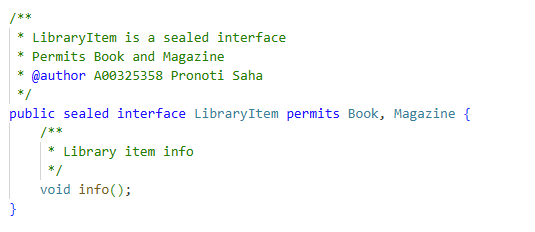 /**
 * LibraryItem is a sealed interface
 * Permits Book and Magazine
 * @author A00325358 Pronoti Saha
 */
public sealed interface LibraryItem permits Book, Magazine {
    /**
     * Library item info
     */
    void info();
}